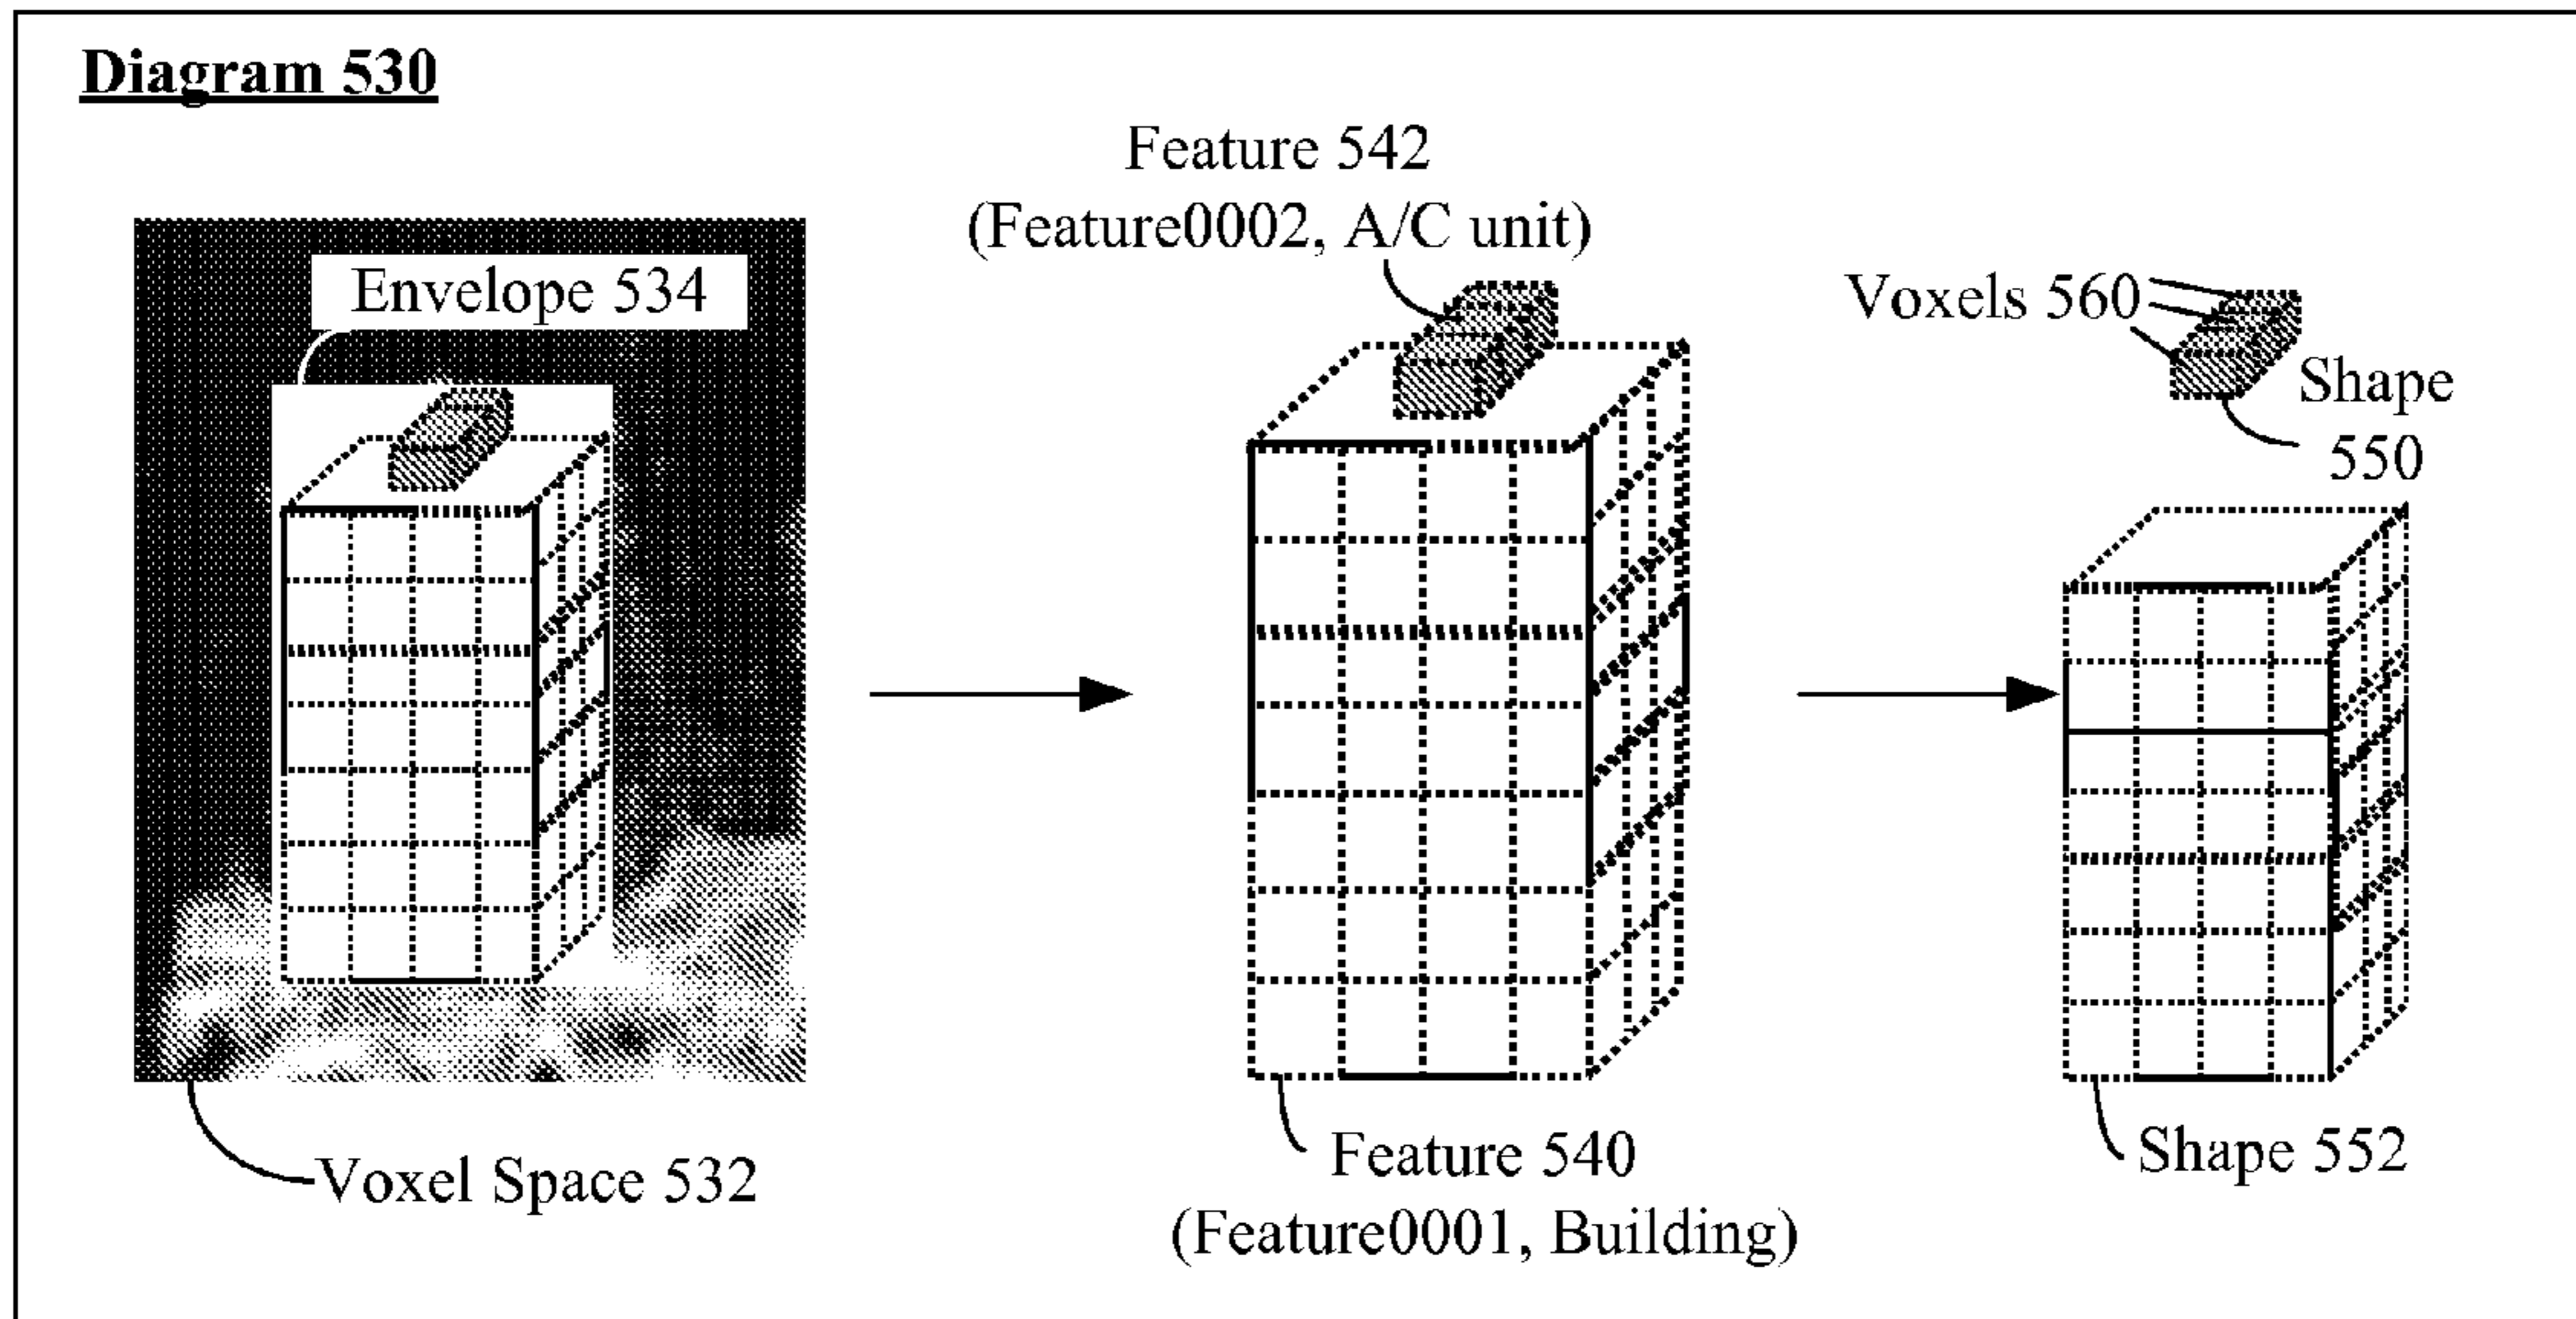 Diagram 530
Envelope 534
Voxel Space 532
Feature 542
(Feature0002, A/C unit)
Feature 540
(Feature0001, Building)
Voxels 560
Shape
550
Shape 552